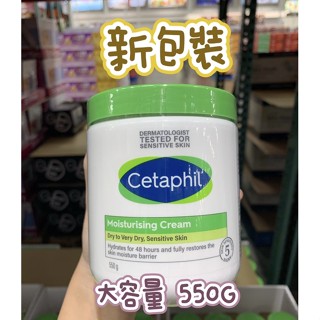 新包裝
DERMATOLOGIST
TESTED FOR
SENSITIVE SKIN
Cetaphil
Moisturising Cream
Dry to Very Dry, Sensitive Skin
Hydrates for 48 hours and fully restores the
skin moisture barrier
550 g
5
大容量 550G